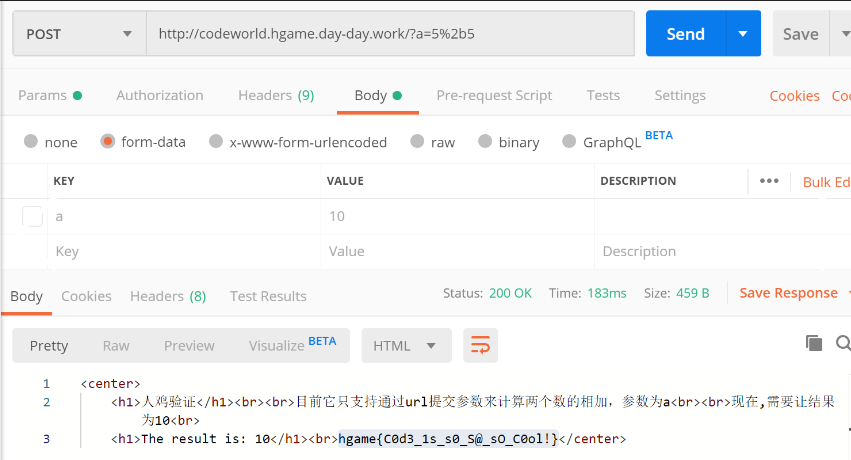 POST http://codeworld.hgame.day-day.work/?a=5%2b5 Send Save
Params Authorization Headers (9) Body Pre-request Script Tests Settings Cookies Coo
none form-data x-www-form-urlencoded raw binary GraphQL BETA
KEY VALUE DESCRIPTION ••• Bulk Ed
a 10
Key Value Description
Body Cookies Headers (8) Test Results Status: 200 OK Time: 183ms Size: 459 B Save Response
Pretty Raw Preview Visualize BETA HTML
1 <center>
2 <h1>人鸡验证</h1><br><br>目前它只支持通过url提交参数来计算两个数的相加，参数为a<br><br>现在,需要让结果
为10<br>
3 <h1>The result is: 10</h1><br>hgame{C0d3_1s_s0_S@_sO_C0ol!}</center>